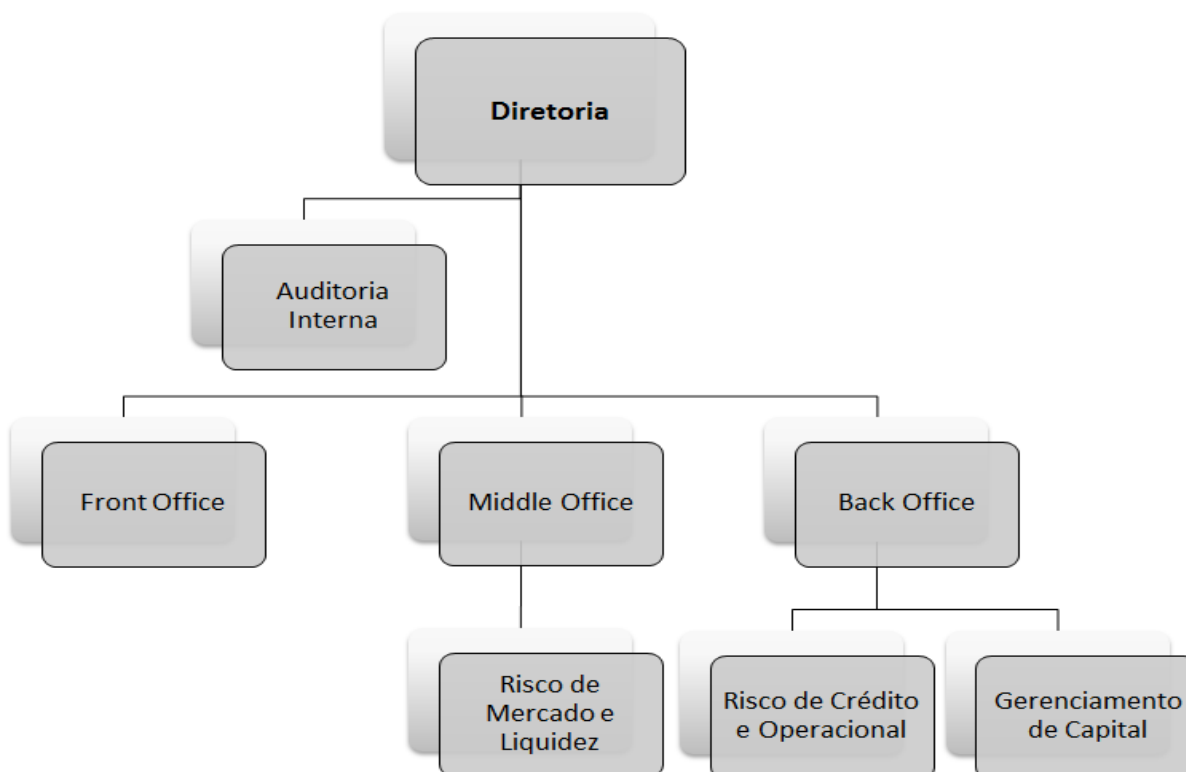 Diretoria
Auditoria
Interna
Front Office
Middle Office
Back Office
Risco de
Mercado e
Liquidez
Risco de Crédito
e Operacional
Gerenciamento
de Capital